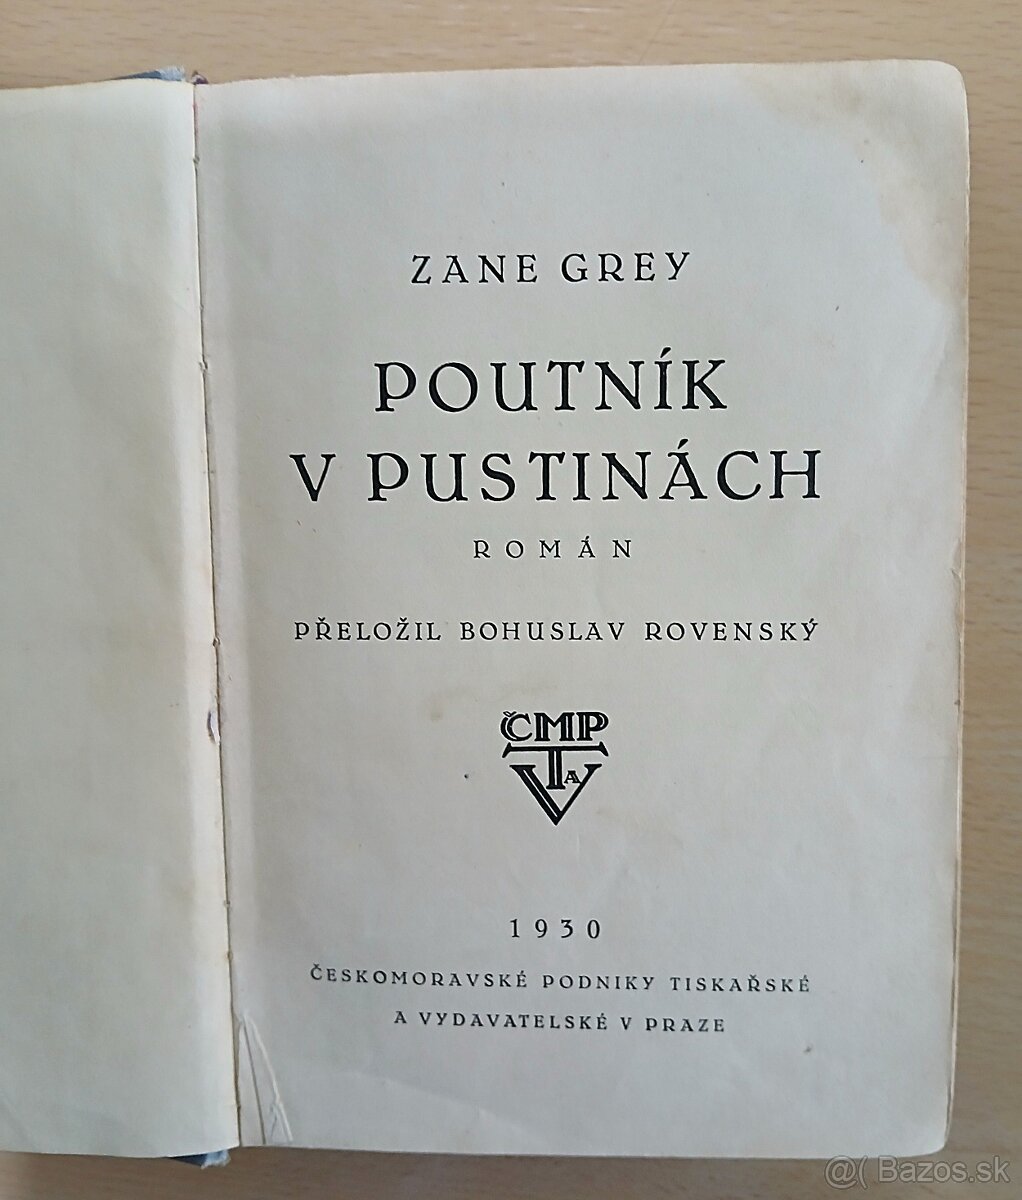 ZANE GREY
POUTNÍK
V PUSTINÁCH
ROMÁN
PŘELOŽIL BOHUSLAV ROVENSKÝ
ČMP
TAV
1930
ČESKOMORAVSKÉ PODNIKY TISKAŘSKÉ
A VYDAVATELSKÉ V PRAZE
@( Bazos.sk